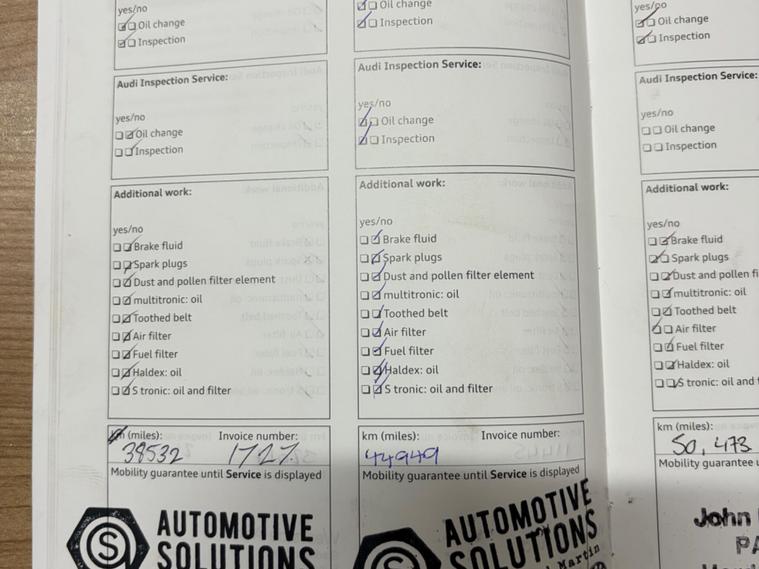 yes/no
Oil change
Inspection
Audi Inspection Service:
yes/no
Oil change
Inspection
Additional work:
yes/no
Brake fluid
Spark plugs
Dust and pollen filter element
multitronic: oil
Toothed belt
Air filter
Fuel filter
Haldex: oil
S tronic: oil and filter
km (miles): Invoice number:
38532 1727
Mobility guarantee until Service is displayed
AUTOMOTIVE
SOLUTIONS
Oil change
Inspection
Audi Inspection Service:
yes/no
Oil change
Inspection
Additional work:
yes/no
Brake fluid
Spark plugs
Dust and pollen filter element
multitronic: oil
Toothed belt
Air filter
Fuel filter
Haldex: oil
S tronic: oil and filter
km (miles): Invoice number:
44949
Mobility guarantee until Service is displayed
AUTOMOTIVE
SOLUTIONS
Martin
yes/no
Oil change
Inspection
Audi Inspection Service:
yes/no
Oil change
Inspection
Additional work:
yes/no
Brake fluid
Spark plugs
Dust and pollen fi
multitronic: oil
Toothed belt
Air filter
Fuel filter
Haldex: oil
S tronic: oil and
km (miles):
50,473
Mobility guarantee
John
PA